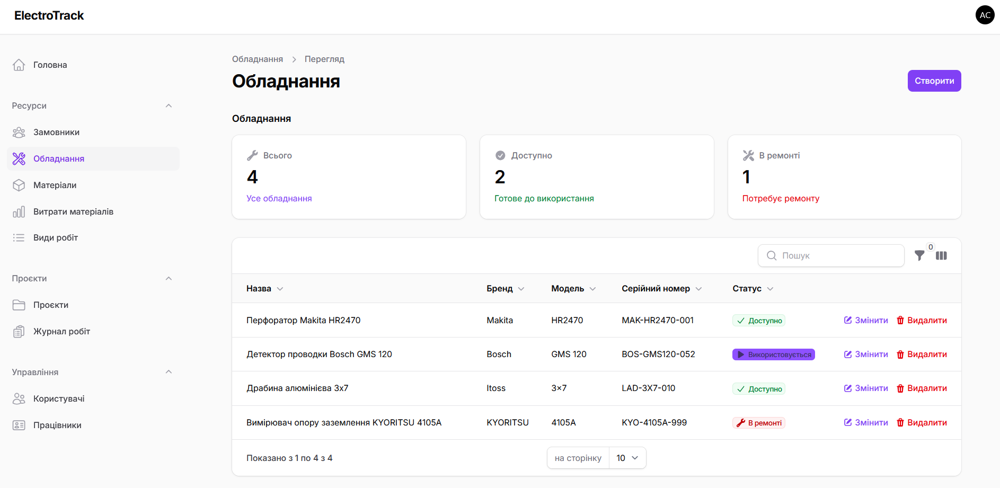 ElectroTrack
AC
Головна
Ресурси
Замовники
Обладнання
Матеріали
Витрати матеріалів
Види робіт
Проєкти
Проєкти
Журнал робіт
Управління
Користувачі
Працівники
Обладнання Перегляд
Обладнання
Створити
Обладнання
Всього
4
Усе обладнання
Доступно
2
Готове до використання
В ремонті
1
Потребує ремонту
Пошук
0
Назва Бренд Модель Серійний номер Статус
Перфоратор Makita HR2470 Makita HR2470 MAK-HR2470-001 Доступно Змінити Видалити
Детектор проводки Bosch GMS 120 Bosch GMS 120 BOS-GMS120-052 Використовується Змінити Видалити
Драбина алюмінієва 3х7 Itoss 3×7 LAD-3X7-010 Доступно Змінити Видалити
Вимірювач опору заземлення KYORITSU 4105A KYORITSU 4105A KYO-4105A-999 В ремонті Змінити Видалити
Показано з 1 по 4 з 4 на сторінку 10